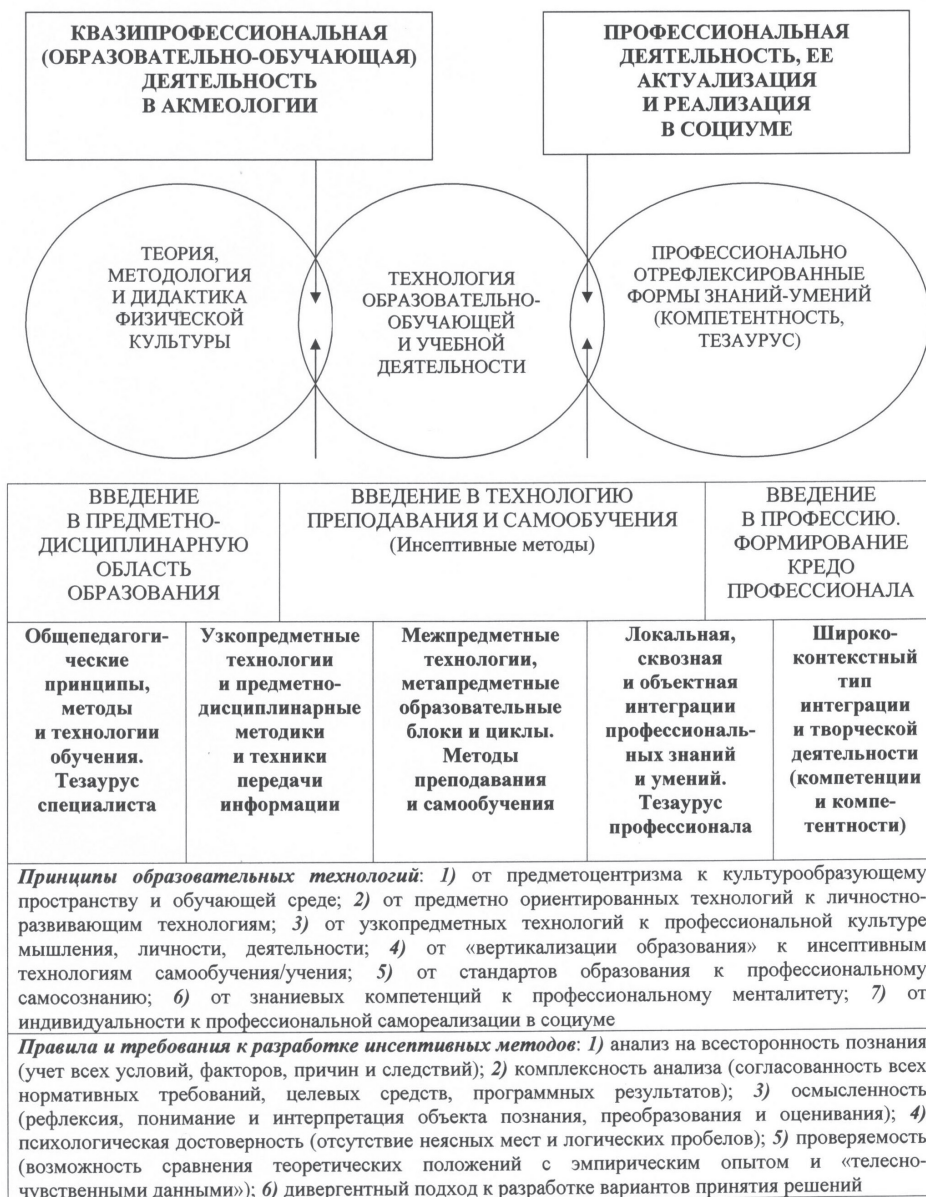 КВАЗИПРОФЕССИОНАЛЬНАЯ
(ОБРАЗОВАТЕЛЬНО-ОБУЧАЮЩАЯ)
ДЕЯТЕЛЬНОСТЬ
В АКМЕОЛОГИИ
ПРОФЕССИОНАЛЬНАЯ
ДЕЯТЕЛЬНОСТЬ, ЕЕ
АКТУАЛИЗАЦИЯ
И РЕАЛИЗАЦИЯ
В СОЦИУМЕ
ТЕОРИЯ,
МЕТОДОЛОГИЯ
И ДИДАКТИКА
ФИЗИЧЕСКОЙ
КУЛЬТУРЫ
ТЕХНОЛОГИЯ
ОБРАЗОВАТЕЛЬНО-
ОБУЧАЮЩЕЙ
И УЧЕБНОЙ
ДЕЯТЕЛЬНОСТИ
ПРОФЕССИОНАЛЬНО
ОТРЕФЛЕКСИРОВАННЫЕ
ФОРМЫ ЗНАНИЙ-УМЕНИЙ
(КОМПЕТЕНТНОСТЬ,
ТЕЗАУРУС)
ВВЕДЕНИЕ
В ПРЕДМЕТНО-
ДИСЦИПЛИНАРНУЮ
ОБЛАСТЬ
ОБРАЗОВАНИЯ
ВВЕДЕНИЕ В ТЕХНОЛОГИЮ
ПРЕПОДАВАНИЯ И САМООБУЧЕНИЯ
(Инсептивные методы)
ВВЕДЕНИЕ
В ПРОФЕССИЮ.
ФОРМИРОВАНИЕ
КРЕДО
ПРОФЕССИОНАЛА
Общепедагоги-
ческие
принципы,
методы
и технологии
обучения.
Тезаурус
специалиста
Узкопредметные
технологии
и предметно-
дисциплинарные
методики
и техники
передачи
информации
Межпредметные
технологии,
метапредметные
образовательные
блоки и циклы.
Методы
преподавания
и самообучения
Локальная,
сквозная
и объектная
интеграции
профессиональ-
ных знаний
и умений.
Тезаурус
профессионала
Широко-
контекстный
тип
интеграции
и творческой
деятельности
(компетенции
и компе-
тентности)
Принципы образовательных технологий: 1) от предметоцентризма к культурообразующему
пространству и обучающей среде; 2) от предметно ориентированных технологий к личностно-
развивающим технологиям; 3) от узкопредметных технологий к профессиональной культуре
мышления, личности, деятельности; 4) от «вертикализации образования» к инсептивным
технологиям самообучения/учения; 5) от стандартов образования к профессиональному
самосознанию; 6) от знаниевых компетенций к профессиональному менталитету; 7) от
индивидуальности к профессиональной самореализации в социуме
Правила и требования к разработке инсептивных методов: 1) анализ на всесторонность познания
(учет всех условий, факторов, причин и следствий); 2) комплексность анализа (согласованность всех
нормативных требований, целевых средств, программных результатов); 3) осмысленность
(рефлексия, понимание и интерпретация объекта познания, преобразования и оценивания); 4)
психологическая достоверность (отсутствие неясных мест и логических пробелов); 5) проверяемость
(возможность сравнения теоретических положений с эмпирическим опытом и «телесно-
чувственными данными»); 6) дивергентный подход к разработке вариантов принятия решений